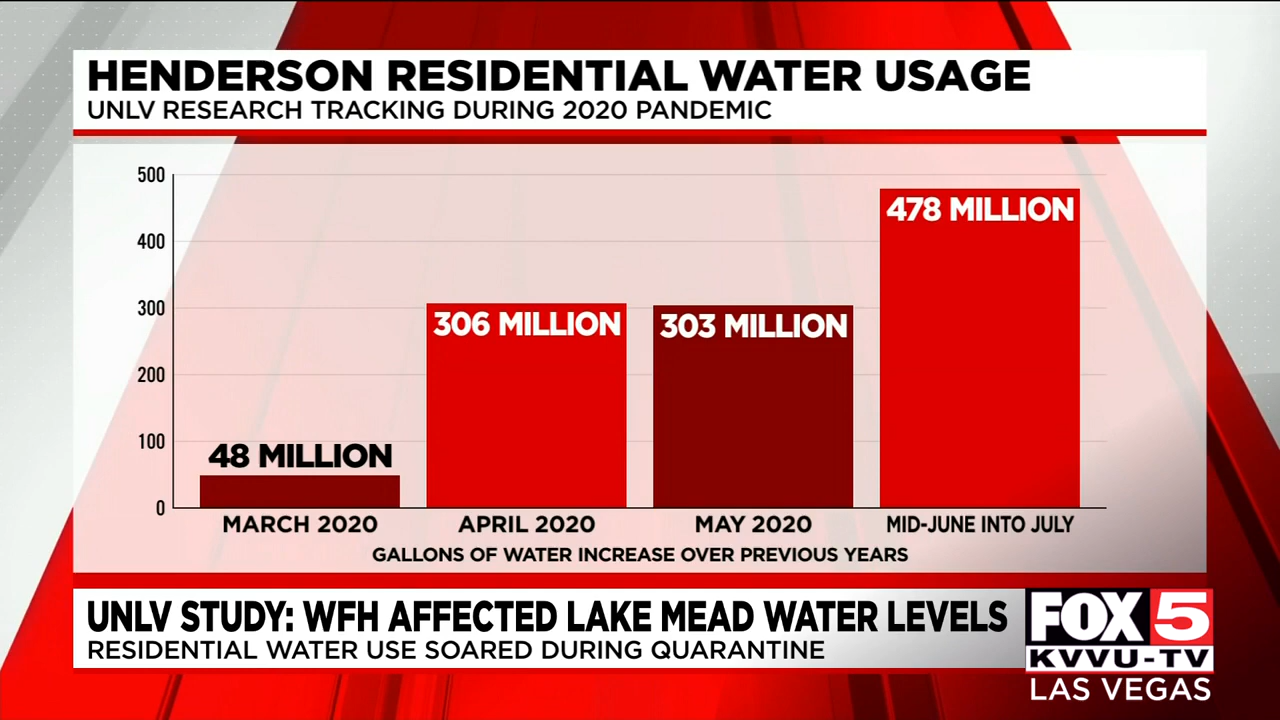 HENDERSON RESIDENTIAL WATER USAGE
UNLV RESEARCH TRACKING DURING 2020 PANDEMIC
500
400
300
200
100
0
48 MILLION
306 MILLION
303 MILLION
478 MILLION
MARCH 2020
APRIL 2020
MAY 2020
MID-JUNE INTO JULY
GALLONS OF WATER INCREASE OVER PREVIOUS YEARS
UNLV STUDY: WFH AFFECTED LAKE MEAD WATER LEVELS
RESIDENTIAL WATER USE SOARED DURING QUARANTINE
FOX 5
KVVU-TV
LAS VEGAS